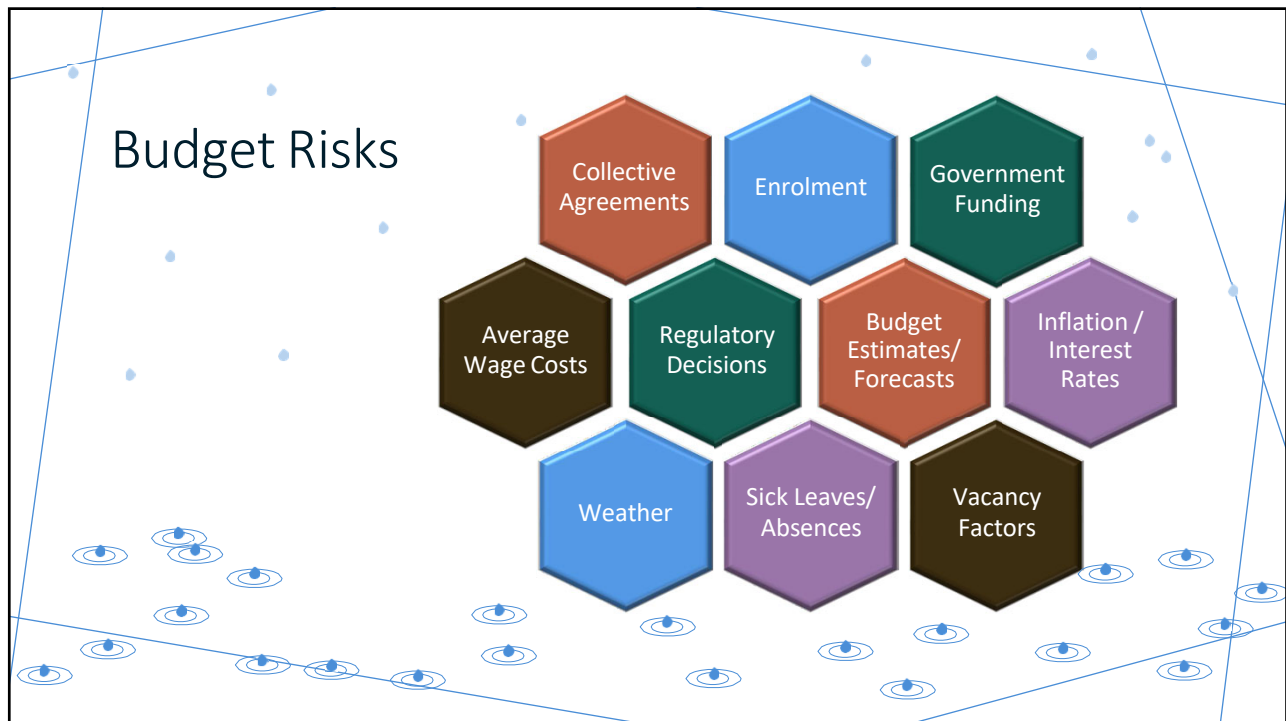 Budget Risks
Collective
Agreements
Enrolment
Government
Funding
Average
Wage Costs
Regulatory
Decisions
Budget
Estimates/
Forecasts
Inflation /
Interest
Rates
Weather
Sick Leaves/
Absences
Vacancy
Factors